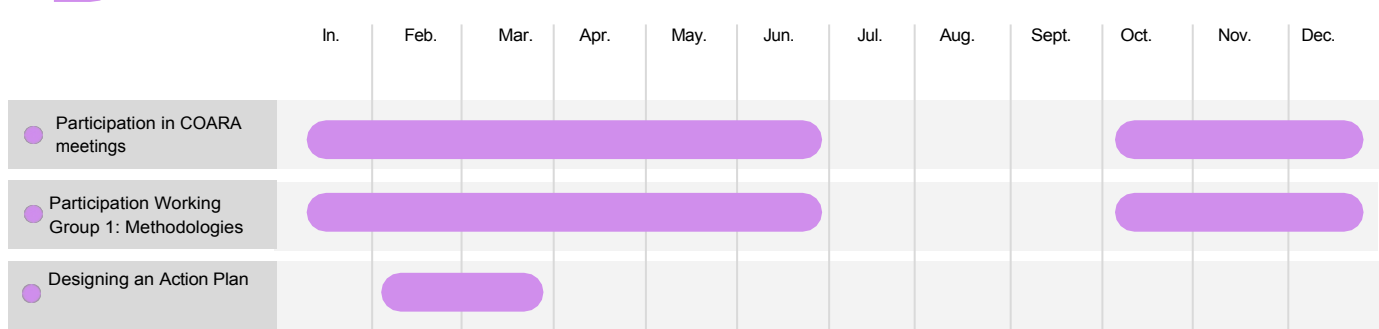 In. Feb. Mar. Apr. May. Jun. Jul. Aug. Sept. Oct. Nov. Dec.
Participation in COARA
meetings
Participation Working
Group 1: Methodologies
Designing an Action Plan